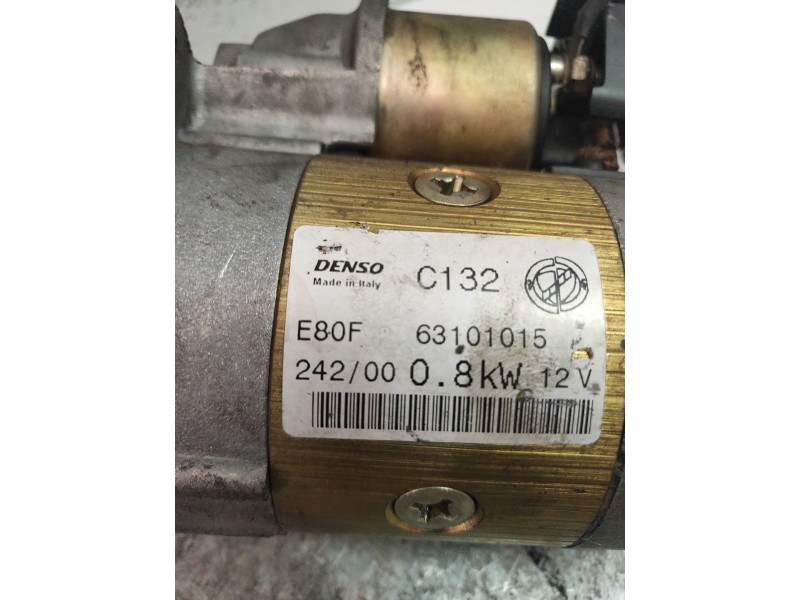 DENSO C132
Made in Italy
E80F 63101015
242/00 0.8kW 12V